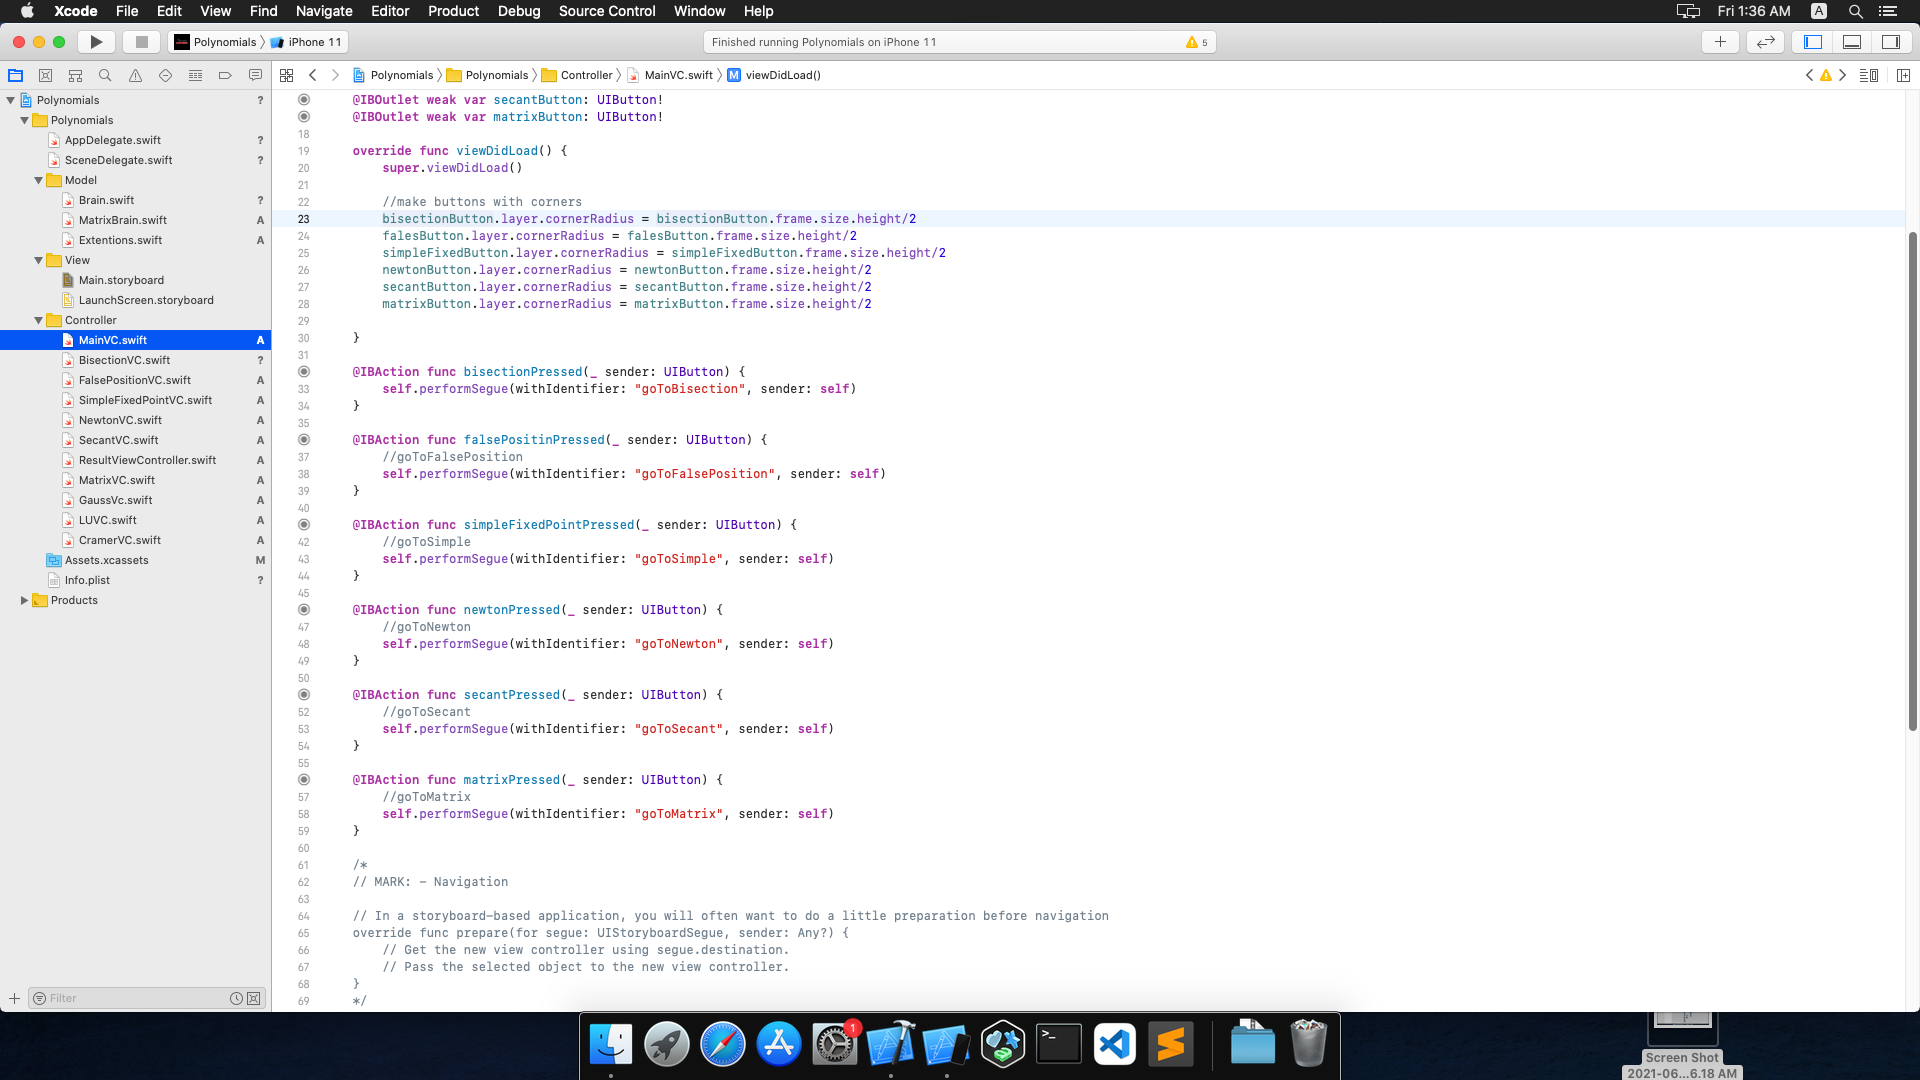 Xcode File Edit View Find Navigate Editor Product Debug Source Control Window Help
Fri 1:36 AM A
Polynomials iPhone 11
Finished running Polynomials on iPhone 11
5
Polynomials Polynomials Controller MainVC.swift M viewDidLoad()
Polynomials ?
Polynomials
AppDelegate.swift ?
SceneDelegate.swift ?
Model
Brain.swift ?
MatrixBrain.swift A
Extentions.swift A
View
Main.storyboard
LaunchScreen.storyboard
Controller
MainVC.swift A
BisectionVC.swift ?
FalsePositionVC.swift A
SimpleFixedPointVC.swift A
NewtonVC.swift A
SecantVC.swift A
ResultViewController.swift A
MatrixVC.swift A
GaussVc.swift A
LUVC.swift A
CramerVC.swift A
Assets.xcassets M
Info.plist ?
Products
Filter
@IBOutlet weak var secantButton: UIButton!
@IBOutlet weak var matrixButton: UIButton!
18
19 override func viewDidLoad() {
20 super.viewDidLoad()
21
22 //make buttons with corners
23 bisectionButton.layer.cornerRadius = bisectionButton.frame.size.height/2
24 falesButton.layer.cornerRadius = falesButton.frame.size.height/2
25 simpleFixedButton.layer.cornerRadius = simpleFixedButton.frame.size.height/2
26 newtonButton.layer.cornerRadius = newtonButton.frame.size.height/2
27 secantButton.layer.cornerRadius = secantButton.frame.size.height/2
28 matrixButton.layer.cornerRadius = matrixButton.frame.size.height/2
29
30 }
31
@IBAction func bisectionPressed(_ sender: UIButton) {
33 self.performSegue(withIdentifier: "goToBisection", sender: self)
34 }
35
@IBAction func falsePositinPressed(_ sender: UIButton) {
37 //goToFalsePosition
38 self.performSegue(withIdentifier: "goToFalsePosition", sender: self)
39 }
40
@IBAction func simpleFixedPointPressed(_ sender: UIButton) {
42 //goToSimple
43 self.performSegue(withIdentifier: "goToSimple", sender: self)
44 }
45
@IBAction func newtonPressed(_ sender: UIButton) {
47 //goToNewton
48 self.performSegue(withIdentifier: "goToNewton", sender: self)
49 }
50
@IBAction func secantPressed(_ sender: UIButton) {
52 //goToSecant
53 self.performSegue(withIdentifier: "goToSecant", sender: self)
54 }
55
@IBAction func matrixPressed(_ sender: UIButton) {
57 //goToMatrix
58 self.performSegue(withIdentifier: "goToMatrix", sender: self)
59 }
60
61 /*
62 // MARK: - Navigation
63
64 // In a storyboard-based application, you will often want to do a little preparation before navigation
65 override func prepare(for segue: UIStoryboardSegue, sender: Any?) {
66 // Get the new view controller using segue.destination.
67 // Pass the selected object to the new view controller.
68 }
69 */
1
Screen Shot
2021-06...6.18 AM